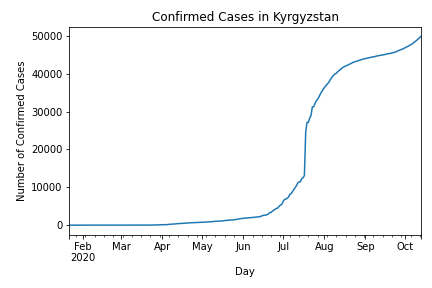 Confirmed Cases in Kyrgyzstan
Number of Confirmed Cases
50000
40000
30000
20000
10000
0
Feb Mar Apr May Jun Jul Aug Sep Oct
2020
Day